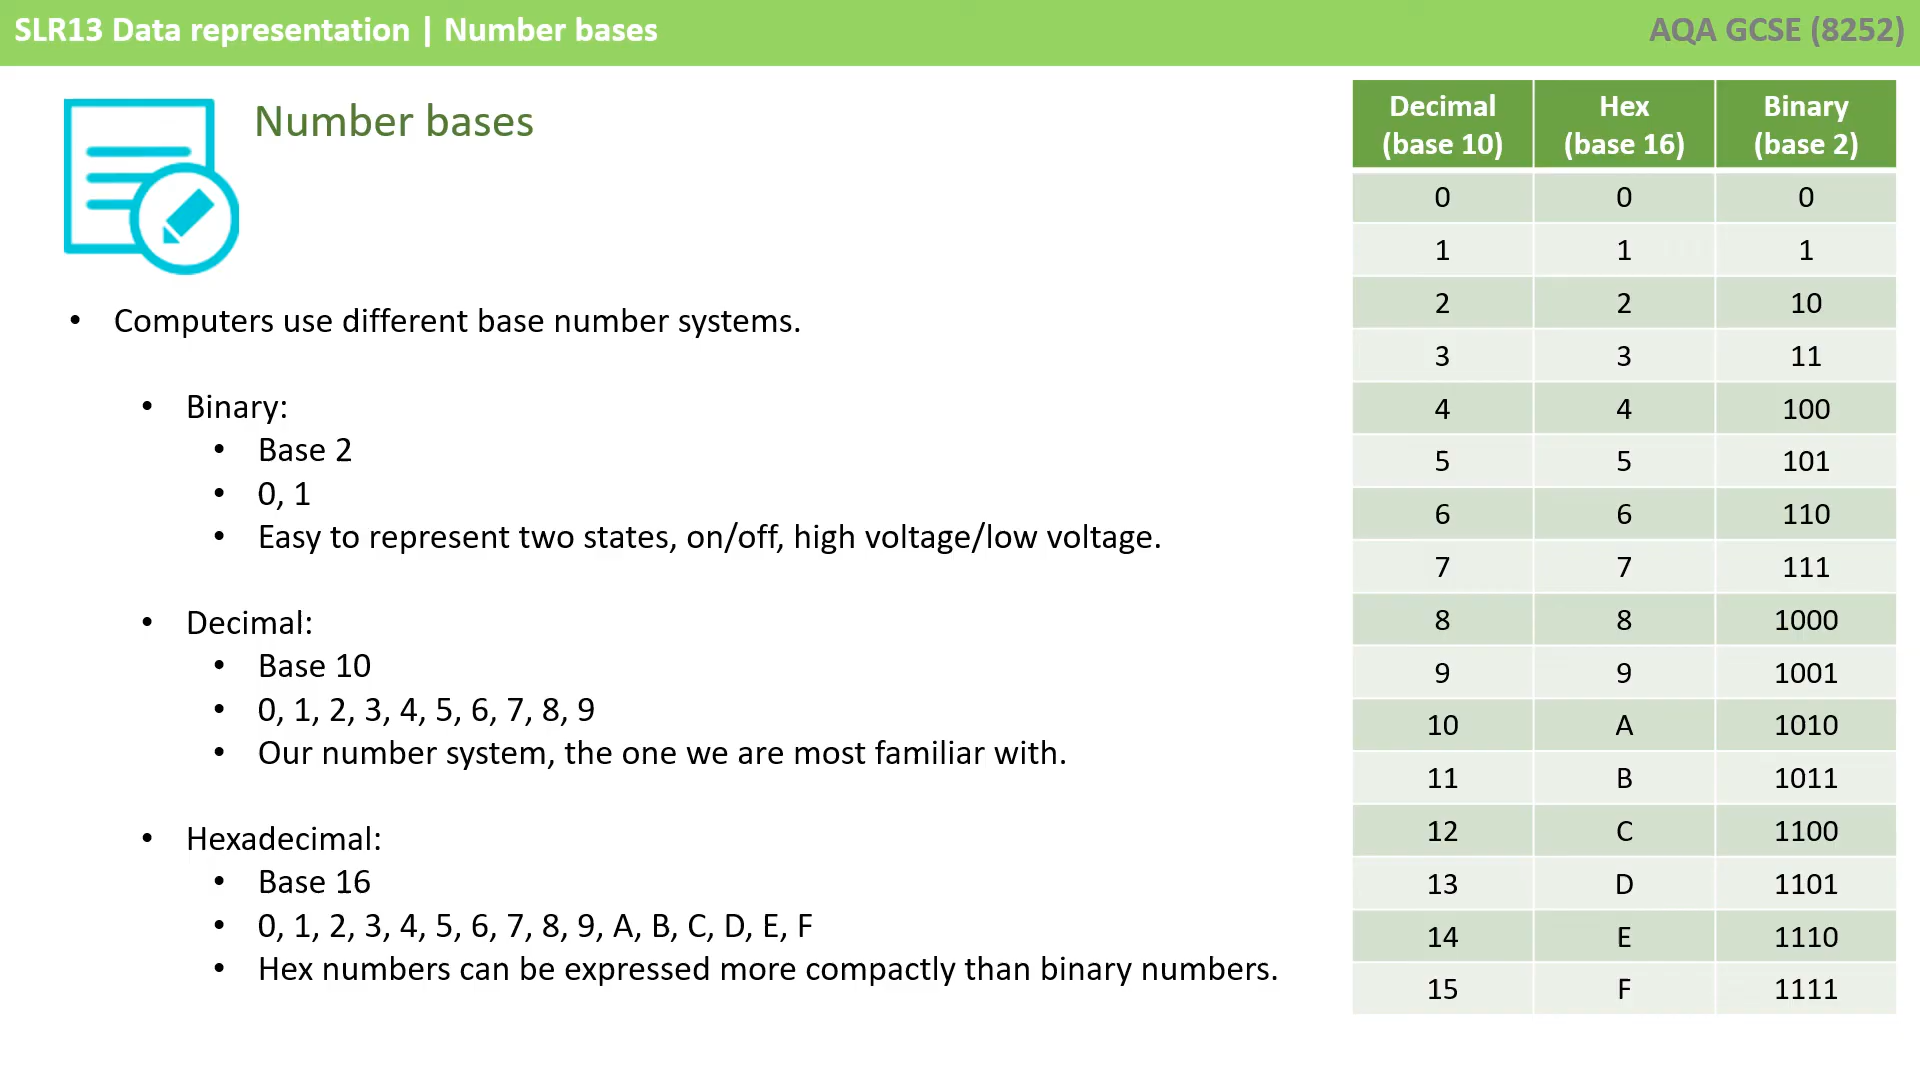 SLR13 Data representation | Number bases
AQA GCSE (8252)
Number bases
• Computers use different base number systems.
• Binary:
• Base 2
• 0, 1
• Easy to represent two states, on/off, high voltage/low voltage.
• Decimal:
• Base 10
• 0, 1, 2, 3, 4, 5, 6, 7, 8, 9
• Our number system, the one we are most familiar with.
• Hexadecimal:
• Base 16
• 0, 1, 2, 3, 4, 5, 6, 7, 8, 9, A, B, C, D, E, F
• Hex numbers can be expressed more compactly than binary numbers.
Decimal Hex Binary
(base 10) (base 16) (base 2)
0 0 0
1 1 1
2 2 10
3 3 11
4 4 100
5 5 101
6 6 110
7 7 111
8 8 1000
9 9 1001
10 A 1010
11 B 1011
12 C 1100
13 D 1101
14 E 1110
15 F 1111